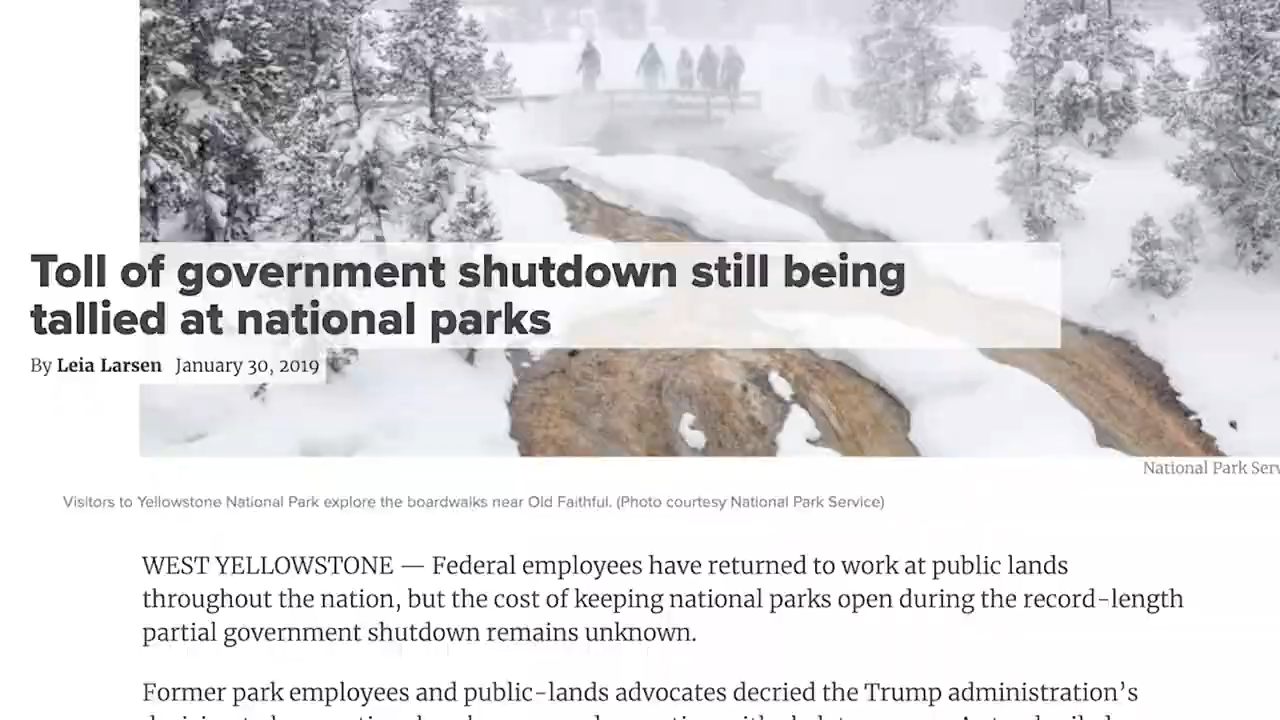 Toll of government shutdown still being
tallied at national parks
By Leia Larsen January 30, 2019
National Park Serv
Visitors to Yellowstone National Park explore the boardwalks near Old Faithful. (Photo courtesy National Park Service)
WEST YELLOWSTONE — Federal employees have returned to work at public lands
throughout the nation, but the cost of keeping national parks open during the record-length
partial government shutdown remains unknown.
Former park employees and public-lands advocates decried the Trump administration’s